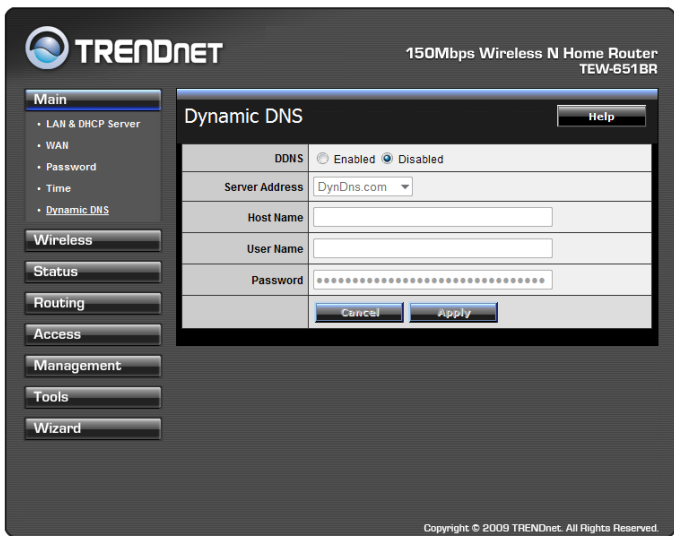 TRENDNET
150Mbps Wireless N Home Router
TEW-651BR
Main
• LAN & DHCP Server
• WAN
• Password
• Time
• Dynamic DNS
Wireless
Status
Routing
Access
Management
Tools
Wizard
Dynamic DNS
Help
DDNS Enabled Disabled
Server Address DynDns.com
Host Name
User Name
Password ••••••••••••••••••••••••••••••••
Cancel Apply
Copyright © 2009 TRENDnet. All Rights Reserved.